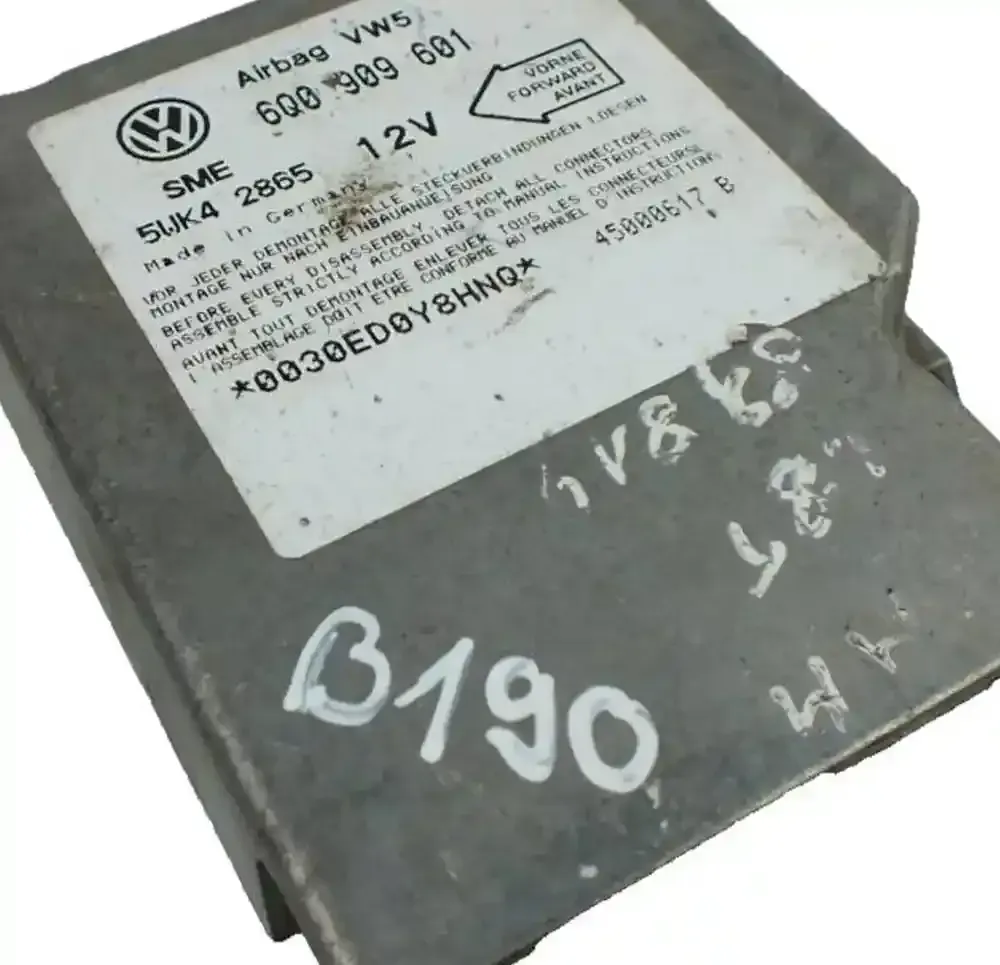 Airbag VW5
6Q0 909 601
VORNE
FORWARD
AVANT
SME
5WK4 2865 12V
Made in Germany
VOR JEDER DEMONTAGE ALLE STECKVERBINDUNGEN LOESEN
MONTAGE NUR NACH EINBAUANWEISUNG
BEFORE EVERY DISASSEMBLY DETACH ALL CONNECTORS
ASSEMBLE STRICTLY ACCORDING TO MANUAL INSTRUCTIONS
AVANT TOUT DEMONTAGE ENLEVER TOUS LES CONNECTEURSE
L'ASSEMBLAGE DOIT ETRE CONFORME AU MANUEL D'INSTRUCTIONS
*0030ED0Y8HNQ*
45000617 B
B190